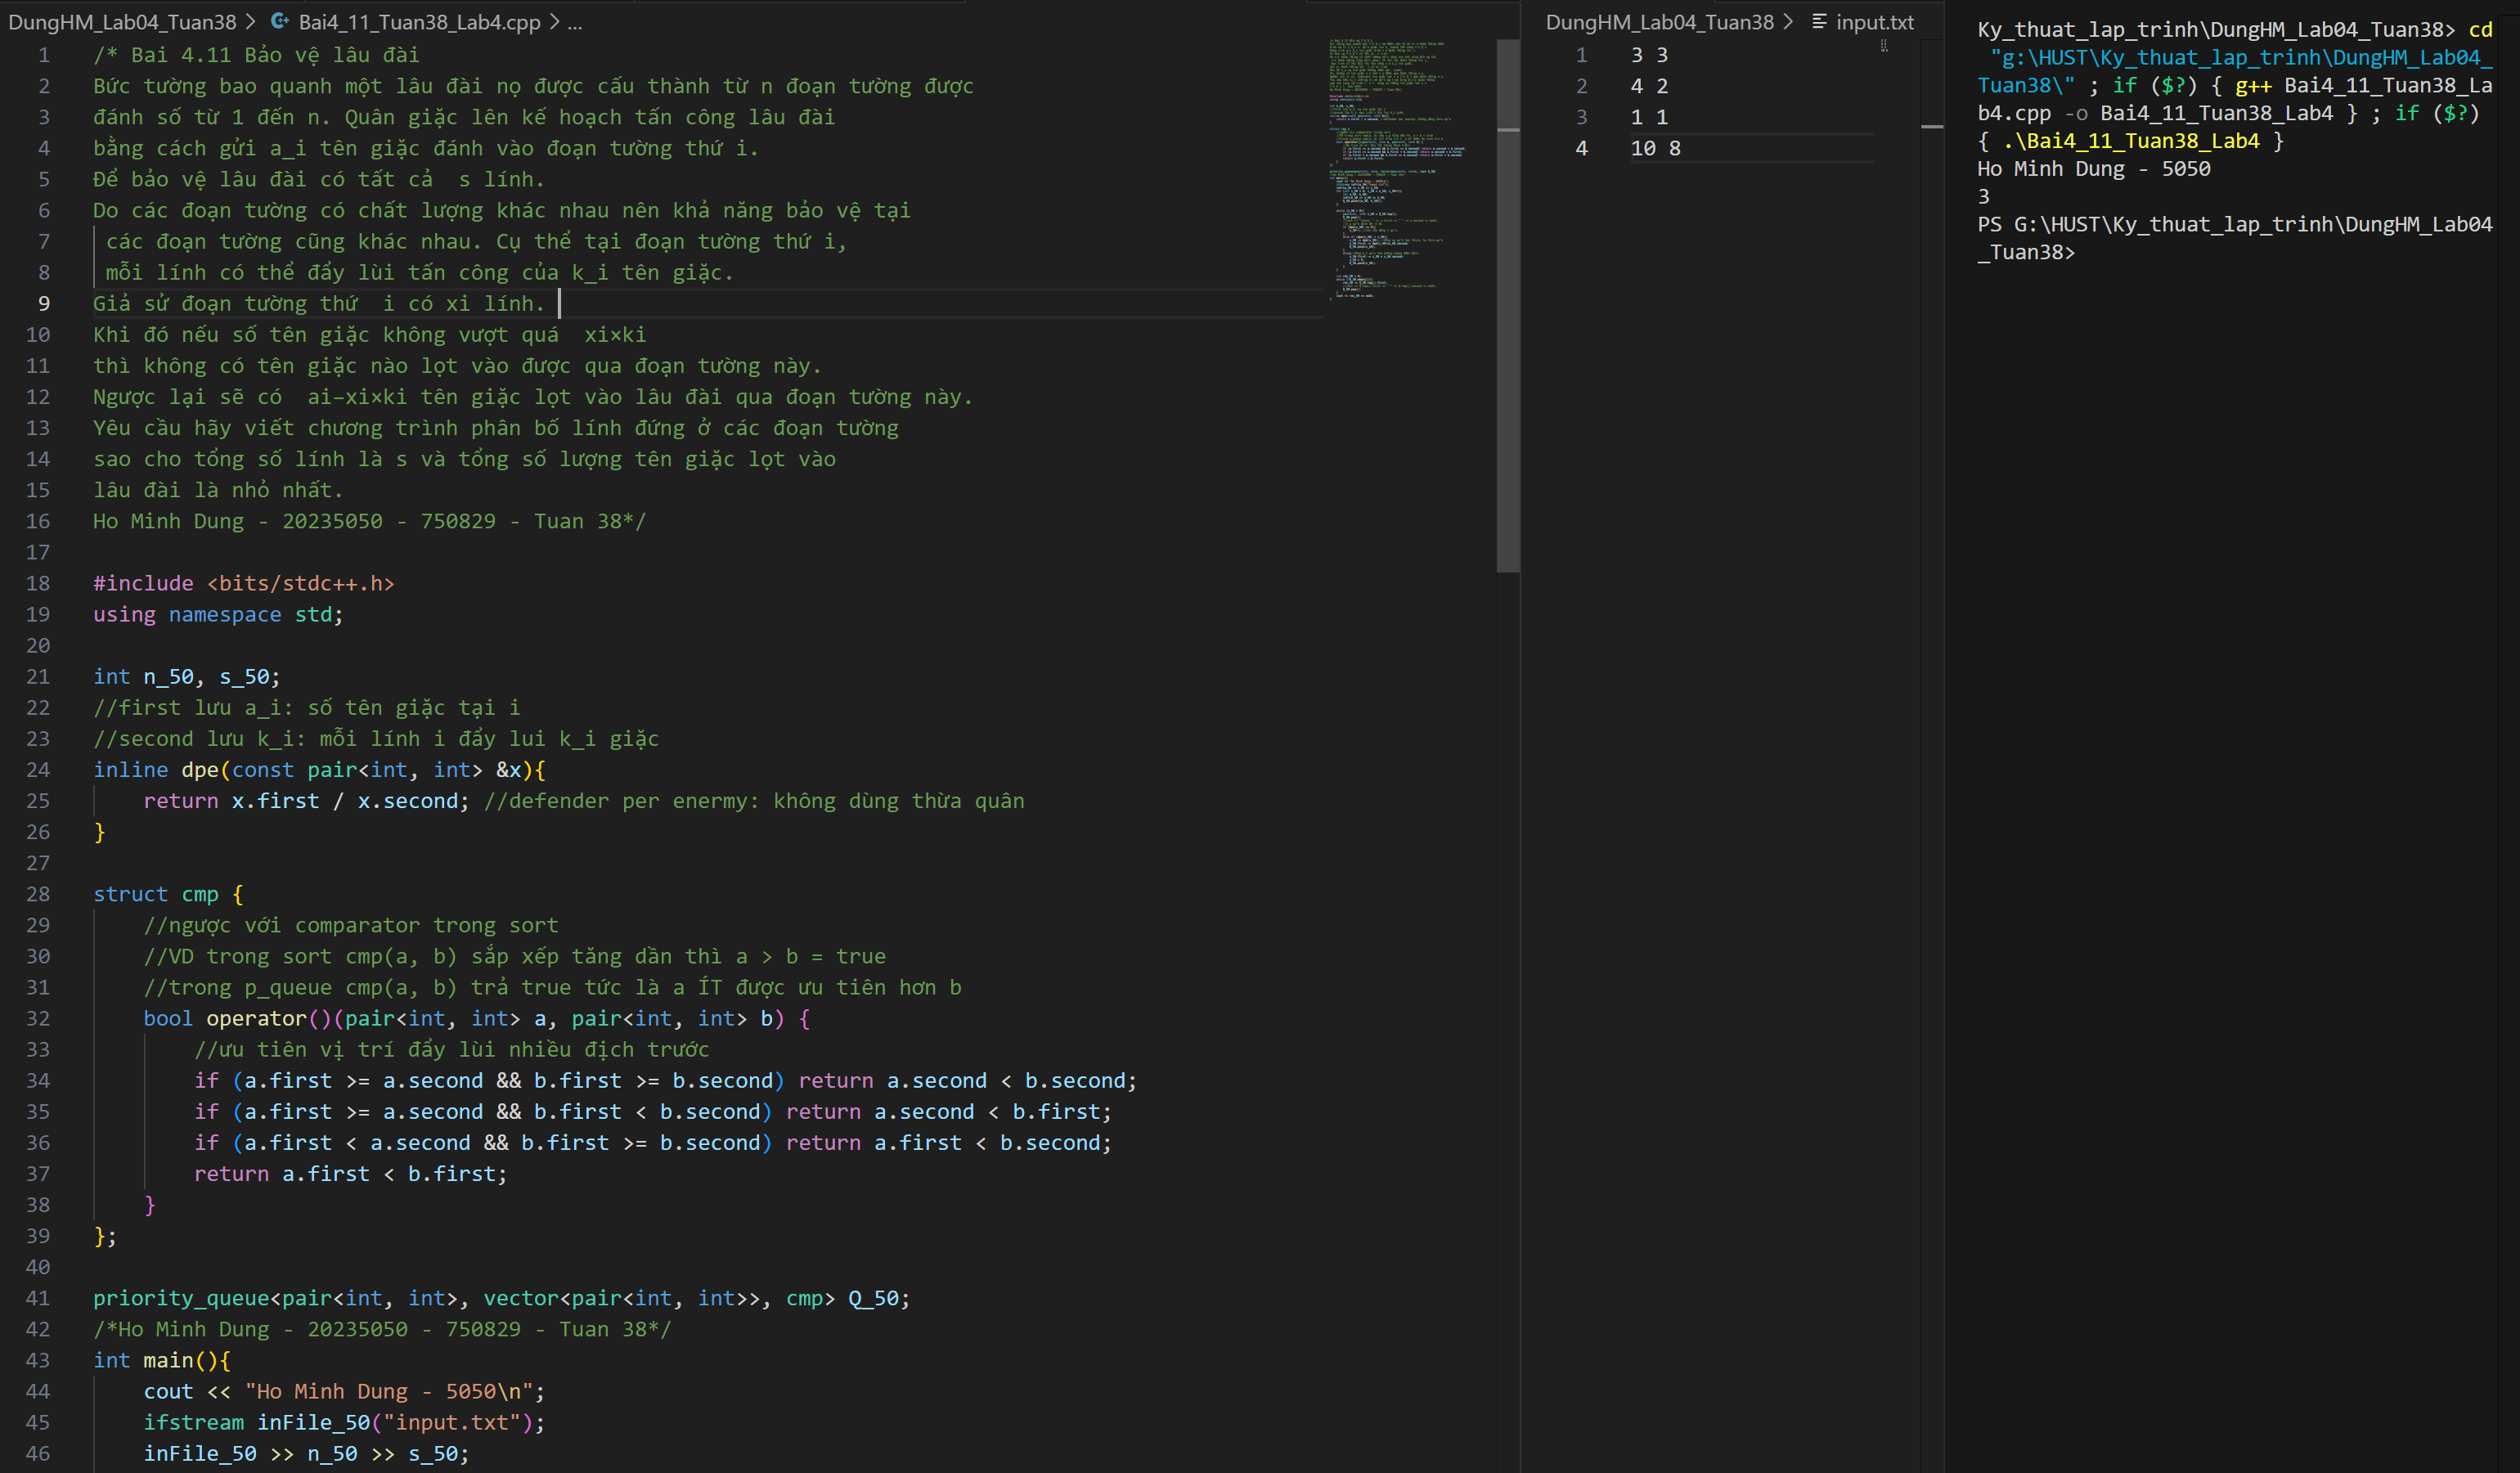 DungHM_Lab04_Tuan38 > Bai4_11_Tuan38_Lab4.cpp > ...
1 /* Bai 4.11 Bảo vệ lâu đài
2 Bức tường bao quanh một lâu đài nọ được cấu thành từ n đoạn tường được
3 đánh số từ 1 đến n. Quân giặc lên kế hoạch tấn công lâu đài
4 bằng cách gửi a_i tên giặc đánh vào đoạn tường thứ i.
5 Để bảo vệ lâu đài có tất cả  s lính.
6 Do các đoạn tường có chất lượng khác nhau nên khả năng bảo vệ tại
7  các đoạn tường cũng khác nhau. Cụ thể tại đoạn tường thứ i,
8  mỗi lính có thể đẩy lùi tấn công của k_i tên giặc.
9 Giả sử đoạn tường thứ  i có xi lính.
10 Khi đó nếu số tên giặc không vượt quá  xi×ki
11 thì không có tên giặc nào lọt vào được qua đoạn tường này.
12 Ngược lại sẽ có  ai−xi×ki tên giặc lọt vào lâu đài qua đoạn tường này.
13 Yêu cầu hãy viết chương trình phân bố lính đứng ở các đoạn tường
14 sao cho tổng số lính là s và tổng số lượng tên giặc lọt vào
15 lâu đài là nhỏ nhất.
16 Ho Minh Dung - 20235050 - 750829 - Tuan 38*/
17
18 #include <bits/stdc++.h>
19 using namespace std;
20
21 int n_50, s_50;
22 //first lưu a_i: số tên giặc tại i
23 //second lưu k_i: mỗi lính i đẩy lui k_i giặc
24 inline dpe(const pair<int, int> &x){
25     return x.first / x.second; //defender per enermy: không dùng thừa quân
26 }
27
28 struct cmp {
29     //ngược với comparator trong sort
30     //VD trong sort cmp(a, b) sắp xếp tăng dần thì a > b = true
31     //trong p_queue cmp(a, b) trả true tức là a ÍT được ưu tiên hơn b
32     bool operator()(pair<int, int> a, pair<int, int> b) {
33         //ưu tiên vị trí đẩy lùi nhiều địch trước
34         if (a.first >= a.second && b.first >= b.second) return a.second < b.second;
35         if (a.first >= a.second && b.first < b.second) return a.second < b.first;
36         if (a.first < a.second && b.first >= b.second) return a.first < b.second;
37         return a.first < b.first;
38     }
39 };
40
41 priority_queue<pair<int, int>, vector<pair<int, int>>, cmp> Q_50;
42 /*Ho Minh Dung - 20235050 - 750829 - Tuan 38*/
43 int main(){
44     cout << "Ho Minh Dung - 5050\n";
45     ifstream inFile_50("input.txt");
46     inFile_50 >> n_50 >> s_50;
DungHM_Lab04_Tuan38 > input.txt
1 3 3
2 4 2
3 1 1
4 10 8
Ky_thuat_lap_trinh\DungHM_Lab04_Tuan38> cd
"g:\HUST\Ky_thuat_lap_trinh\DungHM_Lab04_
Tuan38\" ; if ($?) { g++ Bai4_11_Tuan38_La
b4.cpp -o Bai4_11_Tuan38_Lab4 } ; if ($?)
{ .\Bai4_11_Tuan38_Lab4 }
Ho Minh Dung - 5050
3
PS G:\HUST\Ky_thuat_lap_trinh\DungHM_Lab04
_Tuan38>